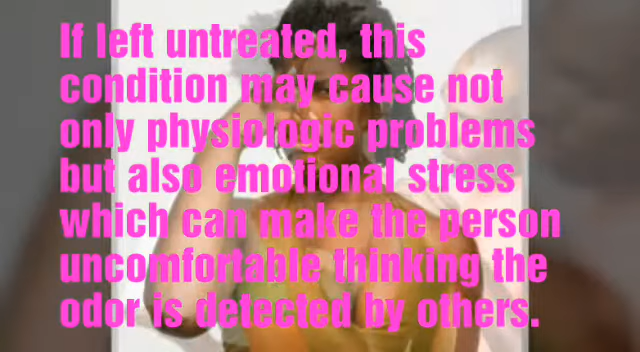 If left untreated, this
condition may cause not
only physiologic problems
but also emotional stress
which can make the person
uncomfortable thinking the
odor is detected by others.